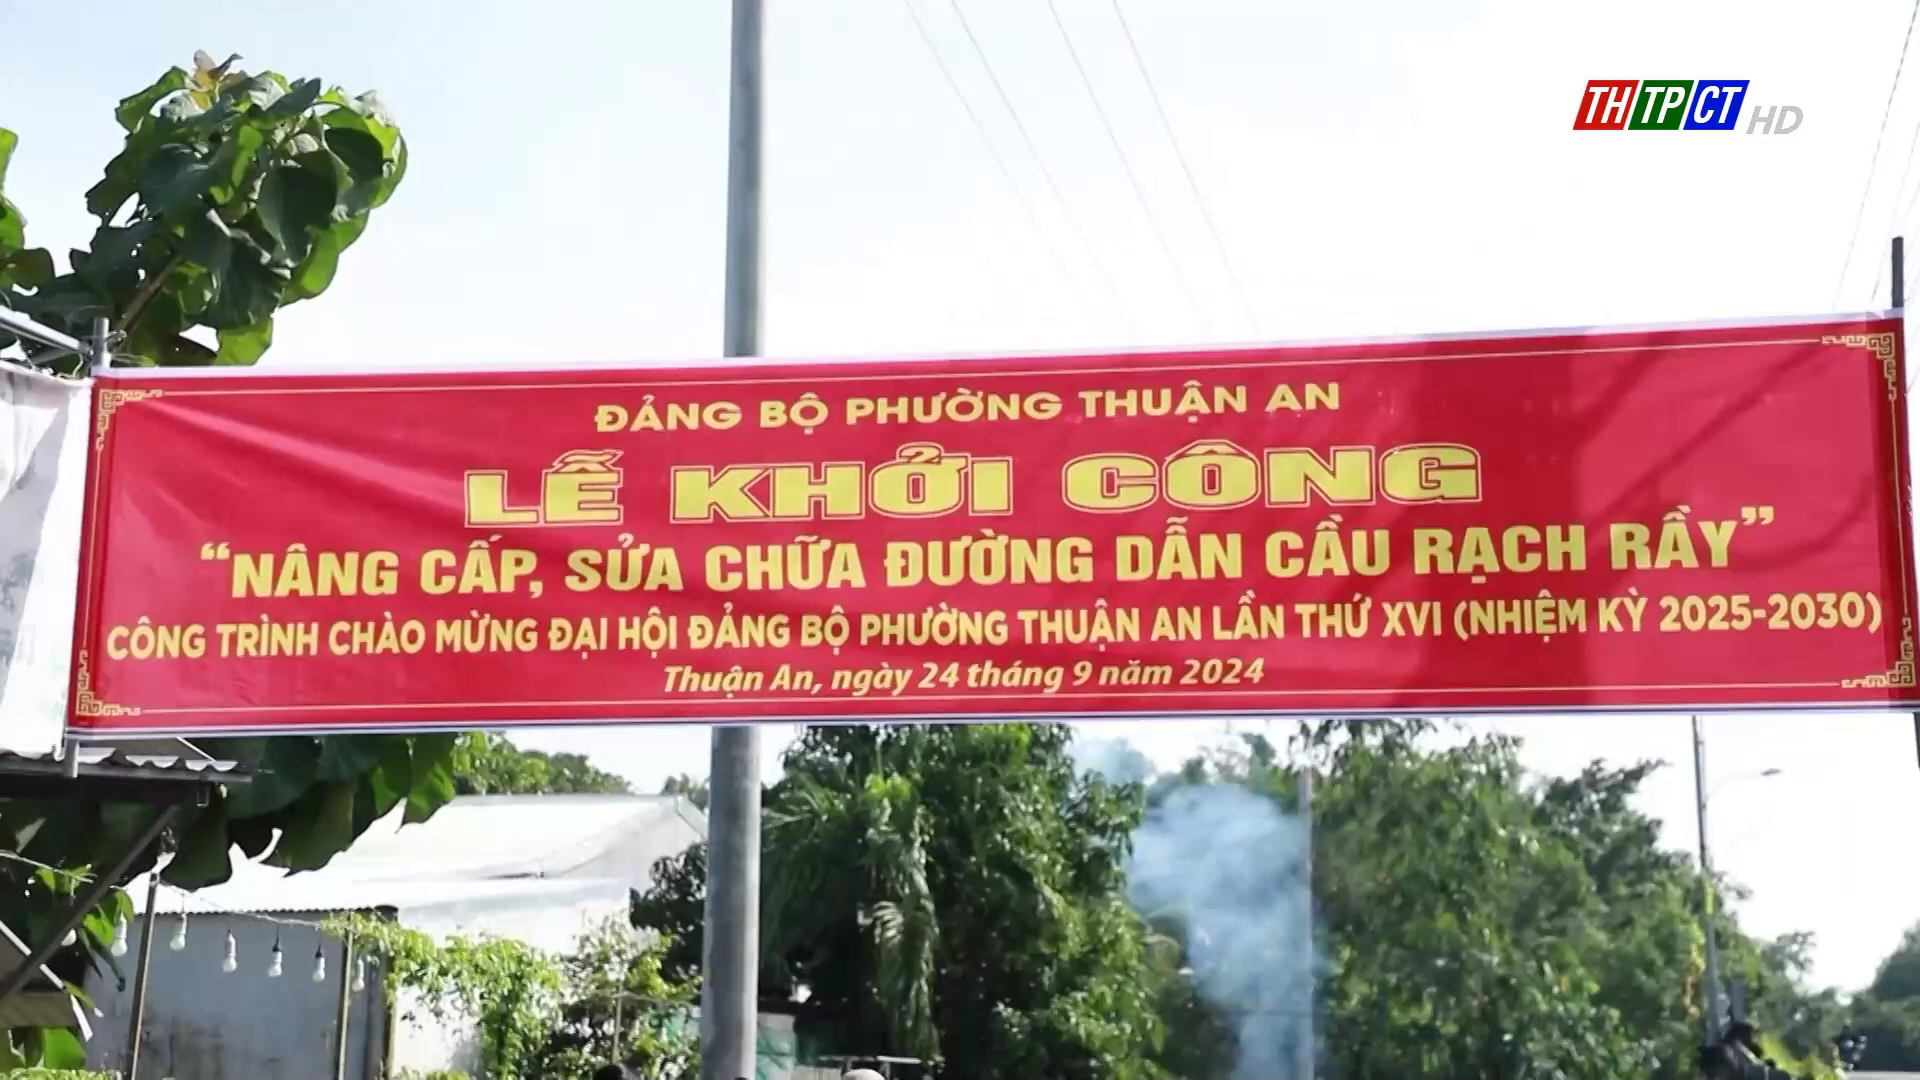 THTPCT HD
ĐẢNG BỘ PHƯỜNG THUẬN AN
LỄ KHỞI CÔNG
“NÂNG CẤP, SỬA CHỮA ĐƯỜNG DẪN CẦU RẠCH RẦY”
CÔNG TRÌNH CHÀO MỪNG ĐẠI HỘI ĐẢNG BỘ PHƯỜNG THUẬN AN LẦN THỨ XVI (NHIỆM KỲ 2025-2030)
Thuận An, ngày 24 tháng 9 năm 2024